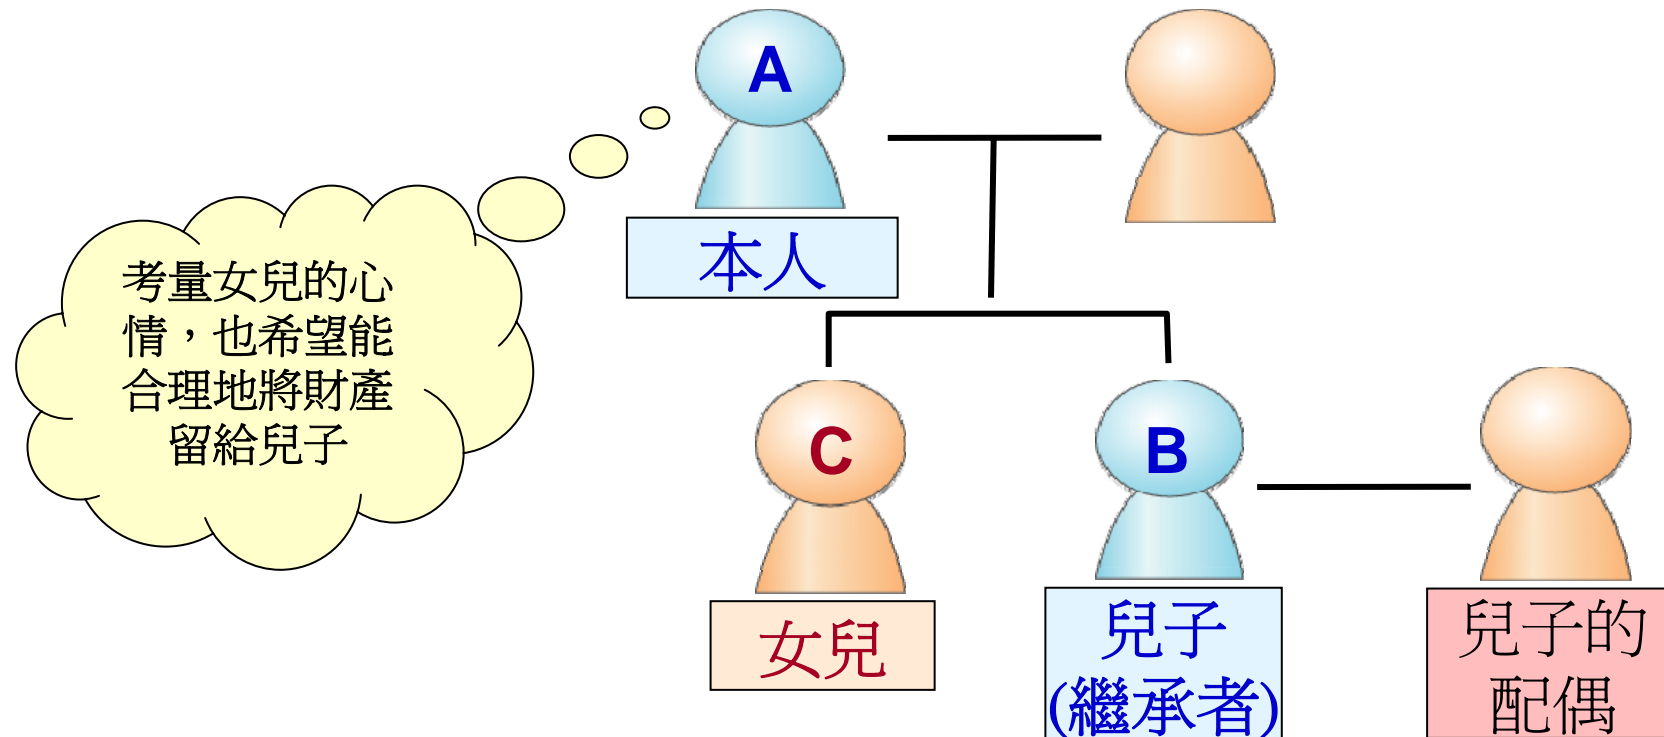 A
本人
考量女兒的心
情，也希望能
合理地將財產
留給兒子
C
B
女兒
兒子
(繼承者)
兒子的
配偶